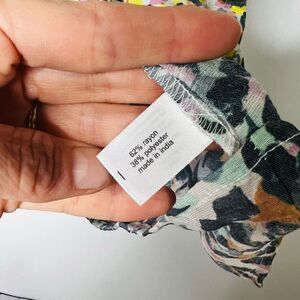 62% rayon
38% polyester
made in india